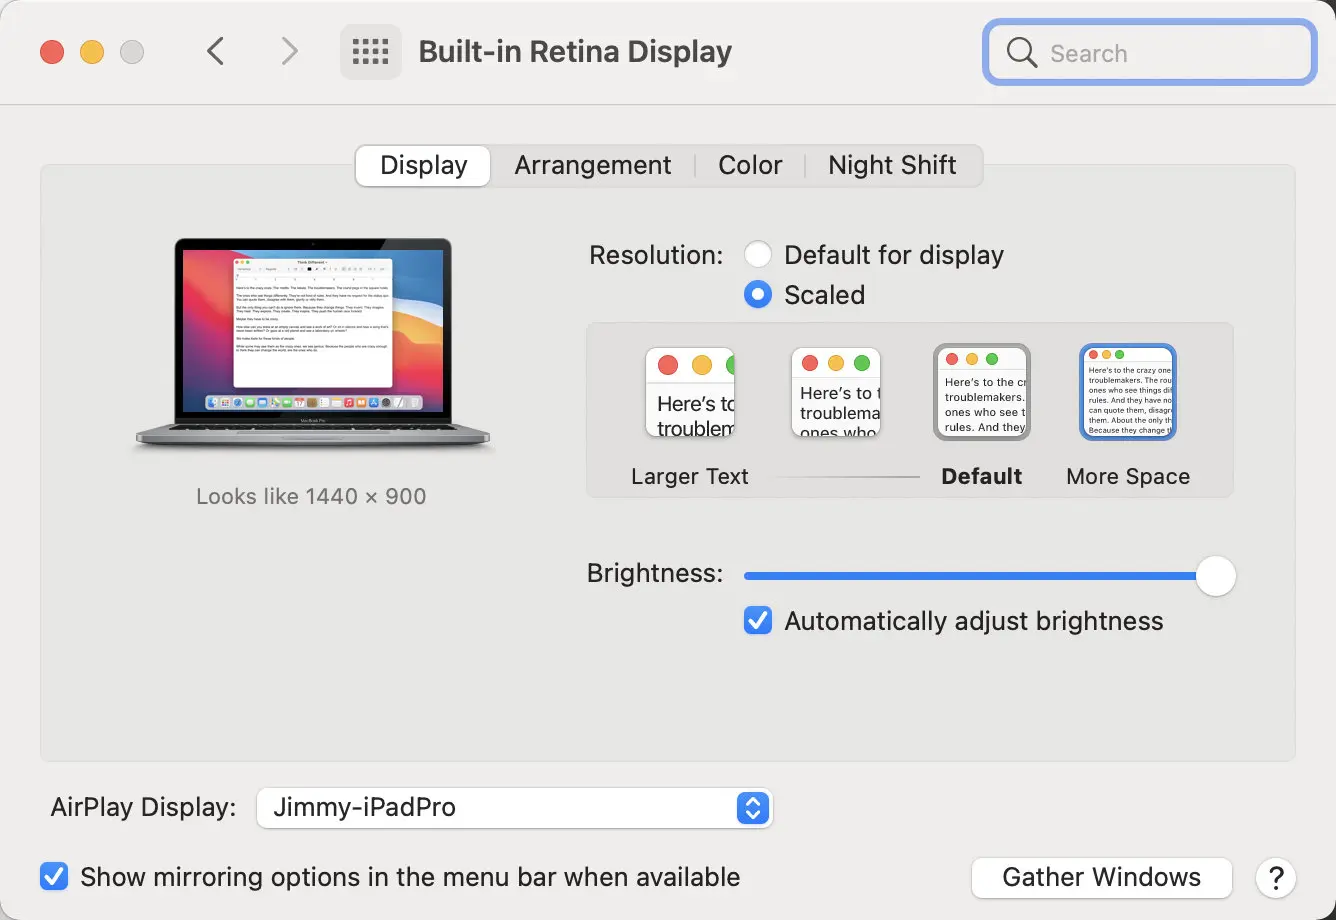 Built-in Retina Display
Search
Display
Arrangement
Color
Night Shift
Resolution:
Default for display
Scaled
Here's to
troublem
Here's to t
troublema
ones who
Here's to the cr
troublemakers.
ones who see t
rules. And they
Here's to the crazy one
troublemakers. The rou
ones who see things dif
rules. And they have no
can quote them, disagre
them. About the only th
Because they change t
Larger Text
Default
More Space
Looks like 1440 × 900
Brightness:
Automatically adjust brightness
AirPlay Display:
Jimmy-iPadPro
Show mirroring options in the menu bar when available
Gather Windows
?